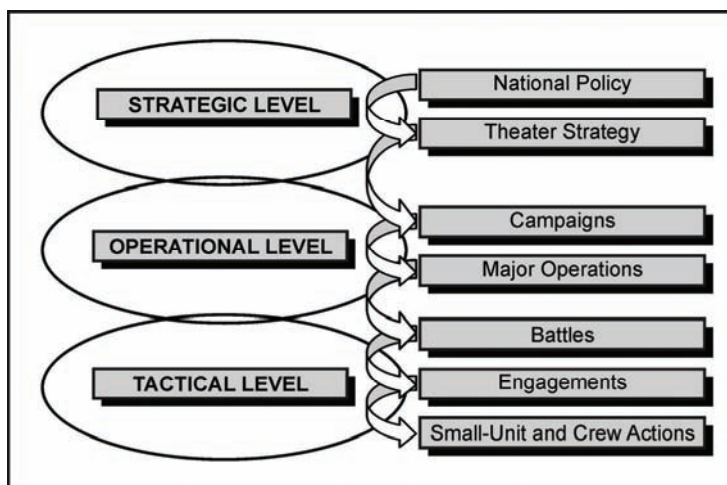 STRATEGIC LEVEL
National Policy
Theater Strategy
OPERATIONAL LEVEL
Campaigns
Major Operations
TACTICAL LEVEL
Battles
Engagements
Small-Unit and Crew Actions